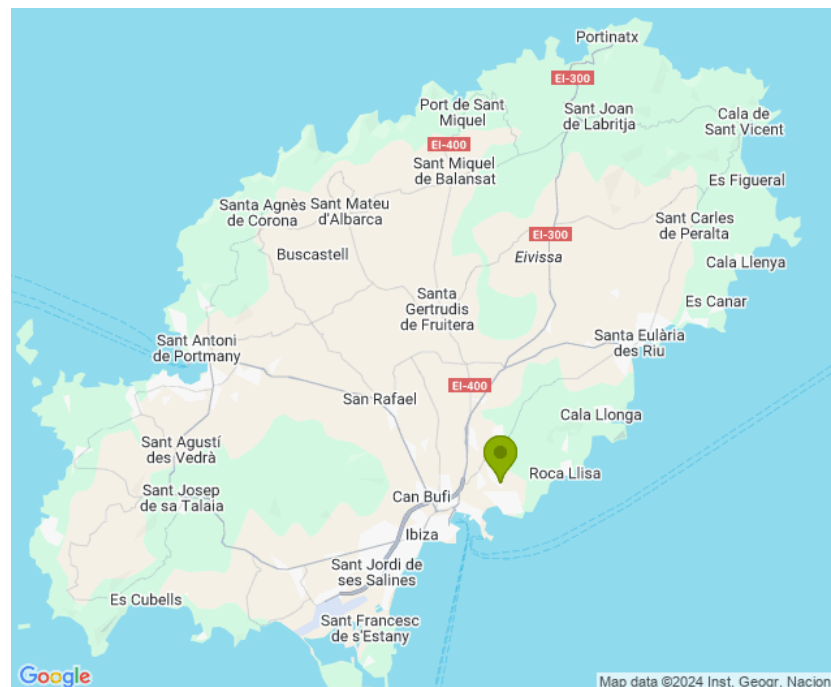 Portinatx
EI-300
Port de Sant
Miquel
Sant Joan
de Labritja
Cala de
Sant Vicent
EI-400
Sant Miquel
de Balansat
Es Figueral
Santa Agnès
de Corona
Sant Mateu
d'Albarca
Sant Carles
de Peralta
EI-300
Buscastell
Eivissa
Cala Llenya
Santa
Gertrudis
de Fruitera
Es Canar
Sant Antoni
de Portmany
Santa Eulària
des Riu
EI-400
San Rafael
Cala Llonga
Sant Agustí
des Vedrà
Roca Llisa
Sant Josep
de sa Talaia
Can Bufi
Ibiza
Sant Jordi de
ses Salines
Es Cubells
Sant Francesc
de s'Estany
Google
Map data ©2024 Inst. Geogr. Nacion